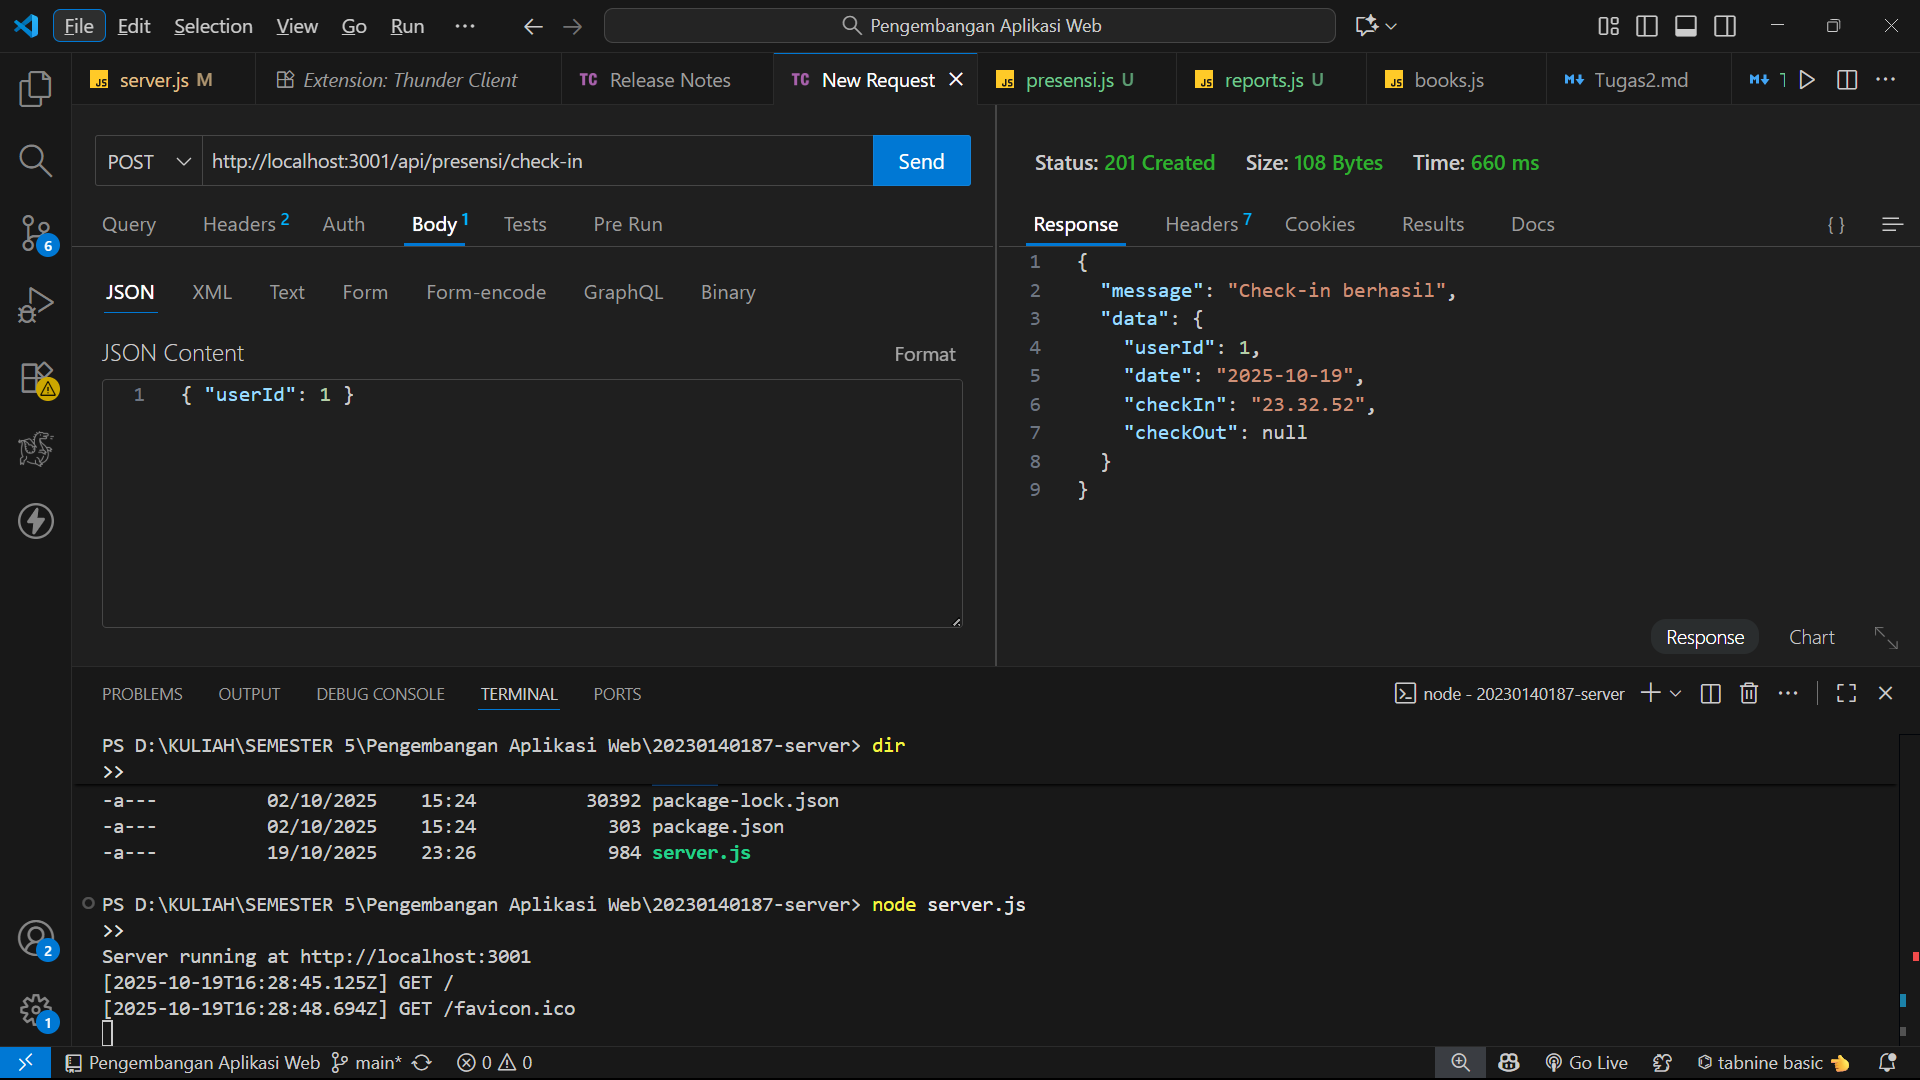 File Edit Selection View Go Run ··· Pengembangan Aplikasi Web
server.js M Extension: Thunder Client TC Release Notes TC New Request presensi.js U reports.js U books.js Tugas2.md
POST http://localhost:3001/api/presensi/check-in Send
Query Headers 2 Auth Body 1 Tests Pre Run
JSON XML Text Form Form-encode GraphQL Binary
JSON Content Format
1 { "userId": 1 }
Status: 201 Created Size: 108 Bytes Time: 660 ms
Response Headers 7 Cookies Results Docs { }
1 {
2 "message": "Check-in berhasil",
3 "data": {
4 "userId": 1,
5 "date": "2025-10-19",
6 "checkIn": "23.32.52",
7 "checkOut": null
8 }
9 }
Response Chart
6
2
1
PROBLEMS OUTPUT DEBUG CONSOLE TERMINAL PORTS node - 20230140187-server
PS D:\KULIAH\SEMESTER 5\Pengembangan Aplikasi Web\20230140187-server> dir
>>
-a--- 02/10/2025 15:24 30392 package-lock.json
-a--- 02/10/2025 15:24 303 package.json
-a--- 19/10/2025 23:26 984 server.js
PS D:\KULIAH\SEMESTER 5\Pengembangan Aplikasi Web\20230140187-server> node server.js
>>
Server running at http://localhost:3001
[2025-10-19T16:28:45.125Z] GET /
[2025-10-19T16:28:48.694Z] GET /favicon.ico
Pengembangan Aplikasi Web main* 0 0 Go Live tabnine basic